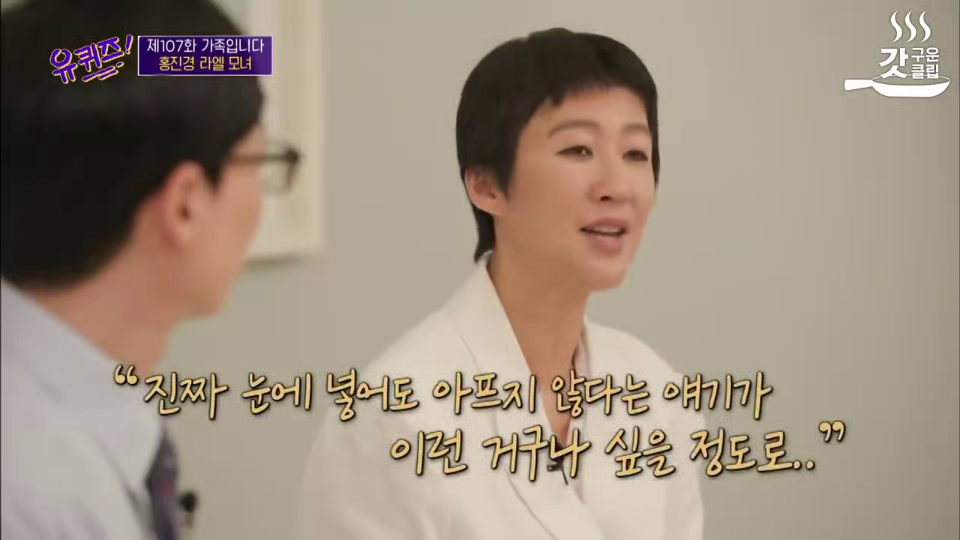 유퀴즈!
제107화 가족입니다
홍진경 라엘 모녀
갓구운
클립
“진짜 눈에 넣어도 아프지 않다는 얘기가
이런 거구나 싶을 정도로..”